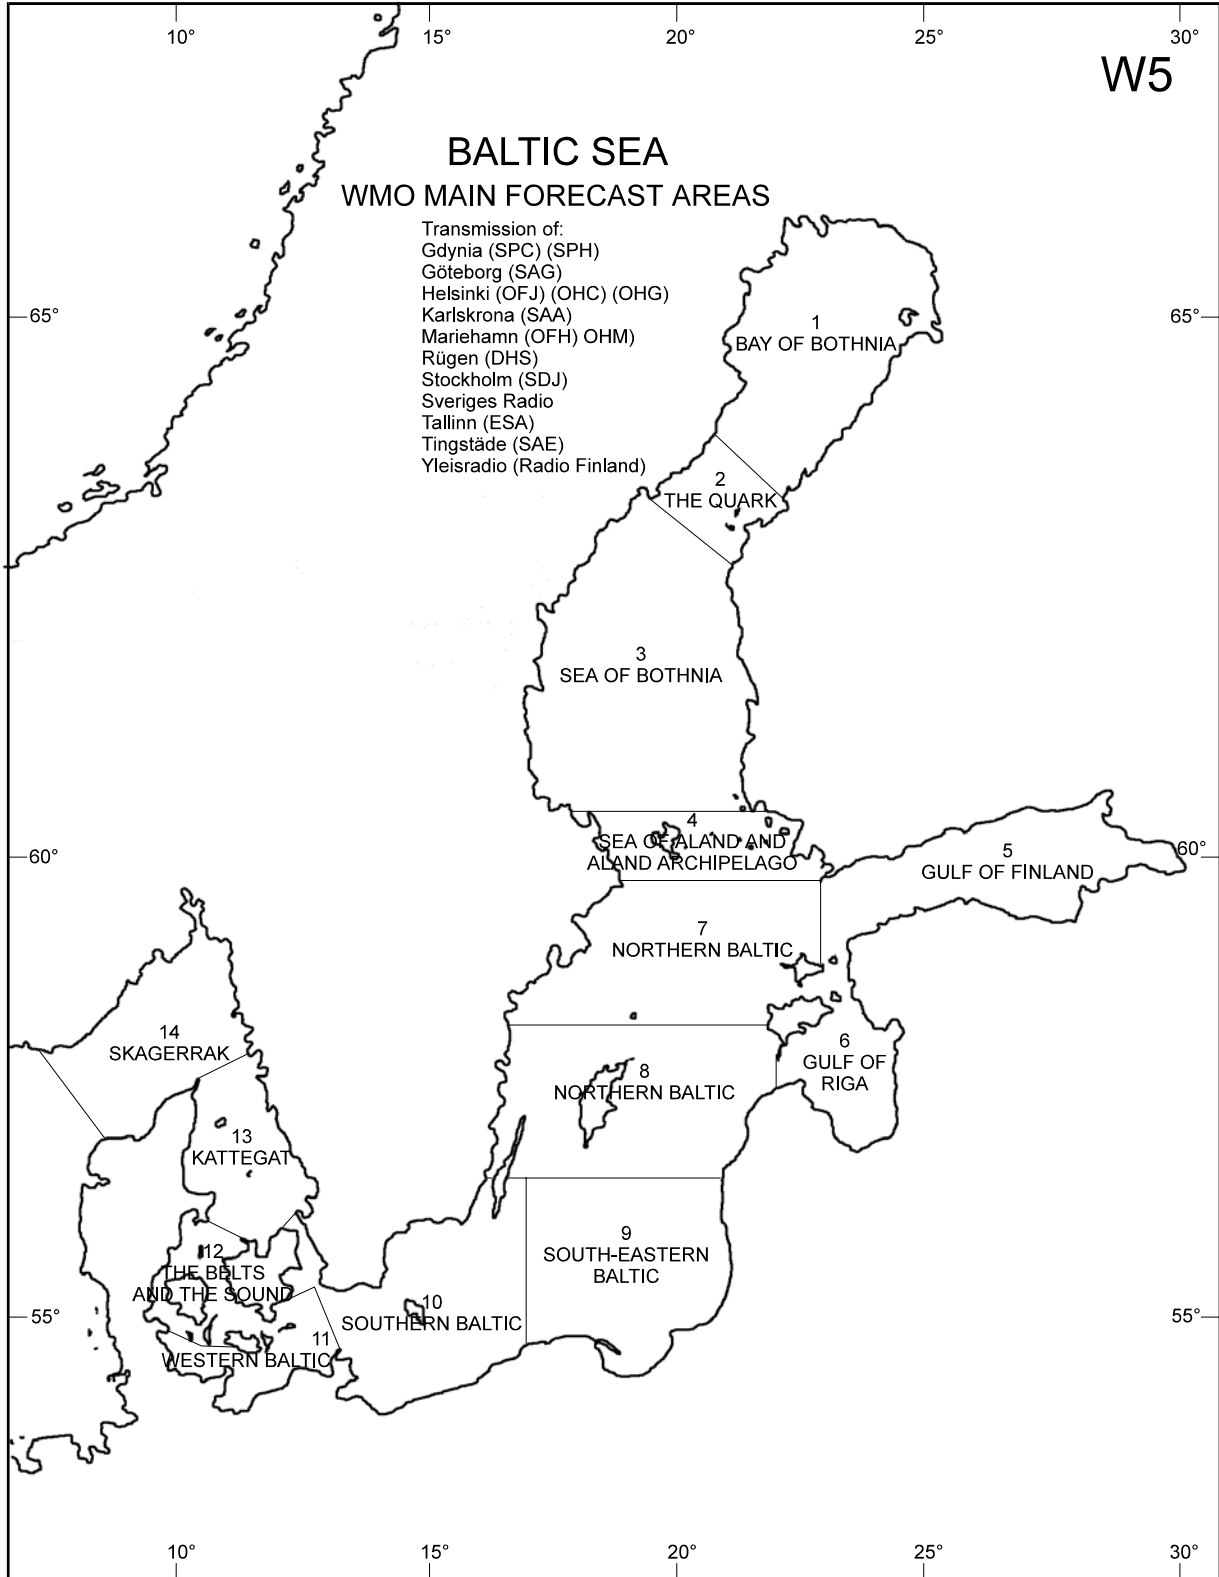 10°
15°
20°
25°
30°
W5
BALTIC SEA
WMO MAIN FORECAST AREAS
Transmission of:
Gdynia (SPC) (SPH)
Göteborg (SAG)
Helsinki (OFJ) (OHC) (OHG)
Karlskrona (SAA)
Mariehamn (OFH) OHM)
Rügen (DHS)
Stockholm (SDJ)
Sveriges Radio
Tallinn (ESA)
Tingstäde (SAE)
Yleisradio (Radio Finland)
65°
65°
1
BAY OF BOTHNIA
2
THE QUARK
3
SEA OF BOTHNIA
4
SEA OF ALAND AND
ALAND ARCHIPELAGO
60°
60°
5
GULF OF FINLAND
7
NORTHERN BALTIC
14
SKAGERRAK
6
GULF OF
RIGA
8
NORTHERN BALTIC
13
KATTEGAT
9
SOUTH-EASTERN
BALTIC
12
THE BELTS
AND THE SOUND
10
SOUTHERN BALTIC
55°
55°
11
WESTERN BALTIC
10°
15°
20°
25°
30°